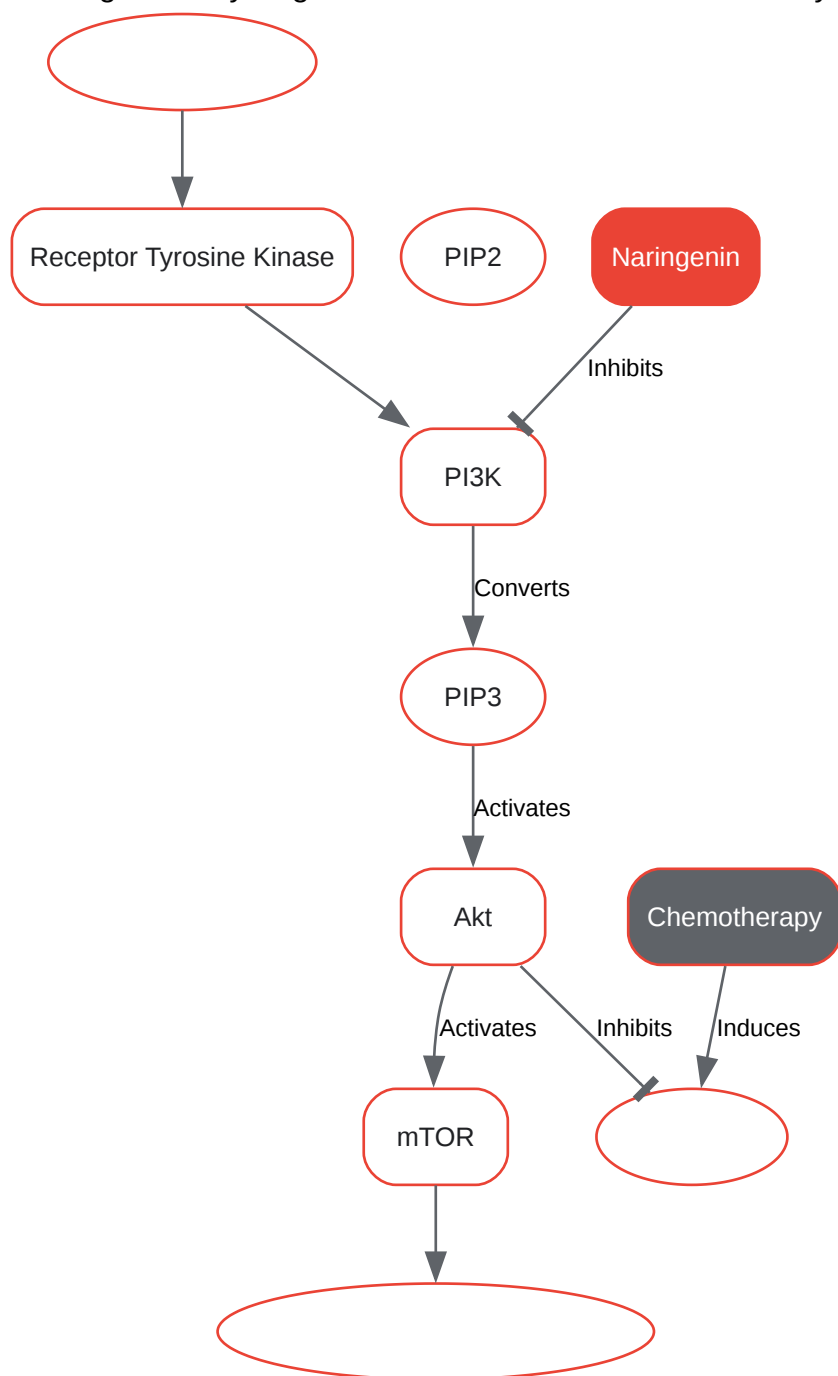 Receptor Tyrosine Kinase
PIP2
Naringenin
Inhibits
PI3K
Converts
PIP3
Activates
Akt
Chemotherapy
Activates
Inhibits
Induces
mTOR